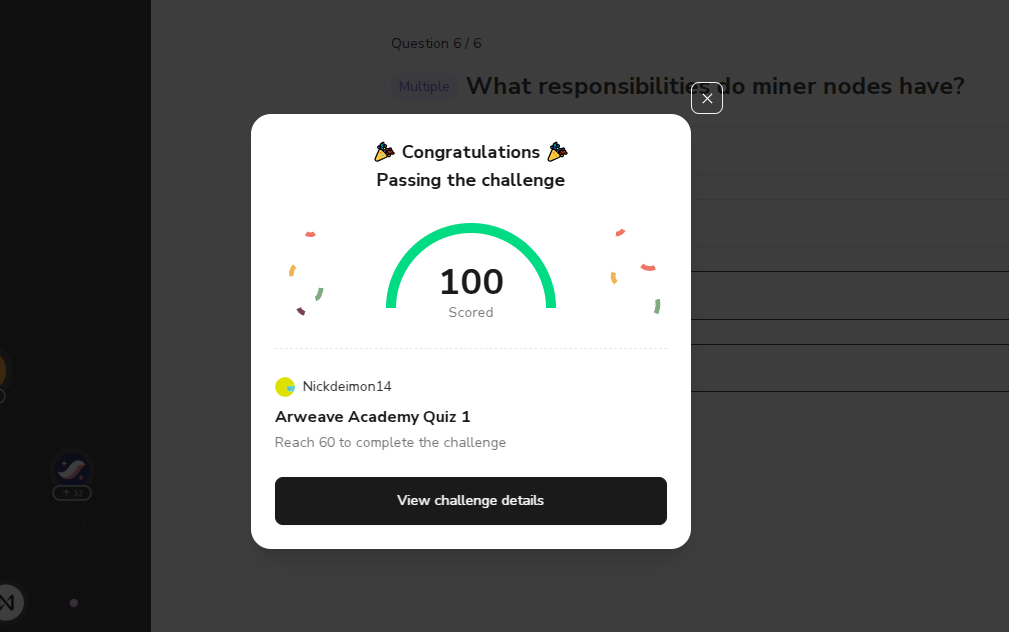 Question 6 / 6
Multiple What responsibilities do miner nodes have?
Congratulations
Passing the challenge
100
Scored
Nickdeimon14
Arweave Academy Quiz 1
Reach 60 to complete the challenge
View challenge details
32